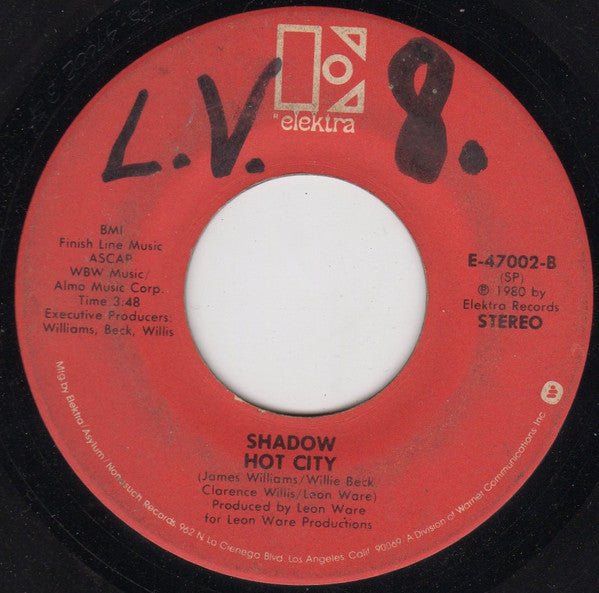 L.V. 8.
elektra
BMI
Finish Line Music
ASCAP
WBW Music/
Almo Music Corp.
Time 3:48
Executive Producers:
Williams, Beck, Willis
E-47002-B
(SP)
℗ 1980 by
Elektra Records
STEREO
SHADOW
HOT CITY
(James Williams/Willie Beck/
Clarence Willis/Leon Ware)
Produced by Leon Ware
for Leon Ware Productions
Mfg by Elektra/Asylum/Nonesuch Records, 962 N. La Cienega Blvd. Los Angeles, Calif. 90069. A Division of Warner Communications Inc.